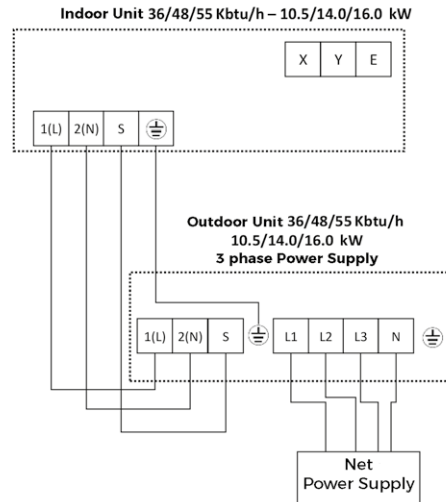 Indoor Unit 36/48/55 Kbtu/h – 10.5/14.0/16.0 kW
X Y E
1(L) 2(N) S
Outdoor Unit 36/48/55 Kbtu/h
10.5/14.0/16.0 kW
3 phase Power Supply
1(L) 2(N) S L1 L2 L3 N
Net
Power Supply